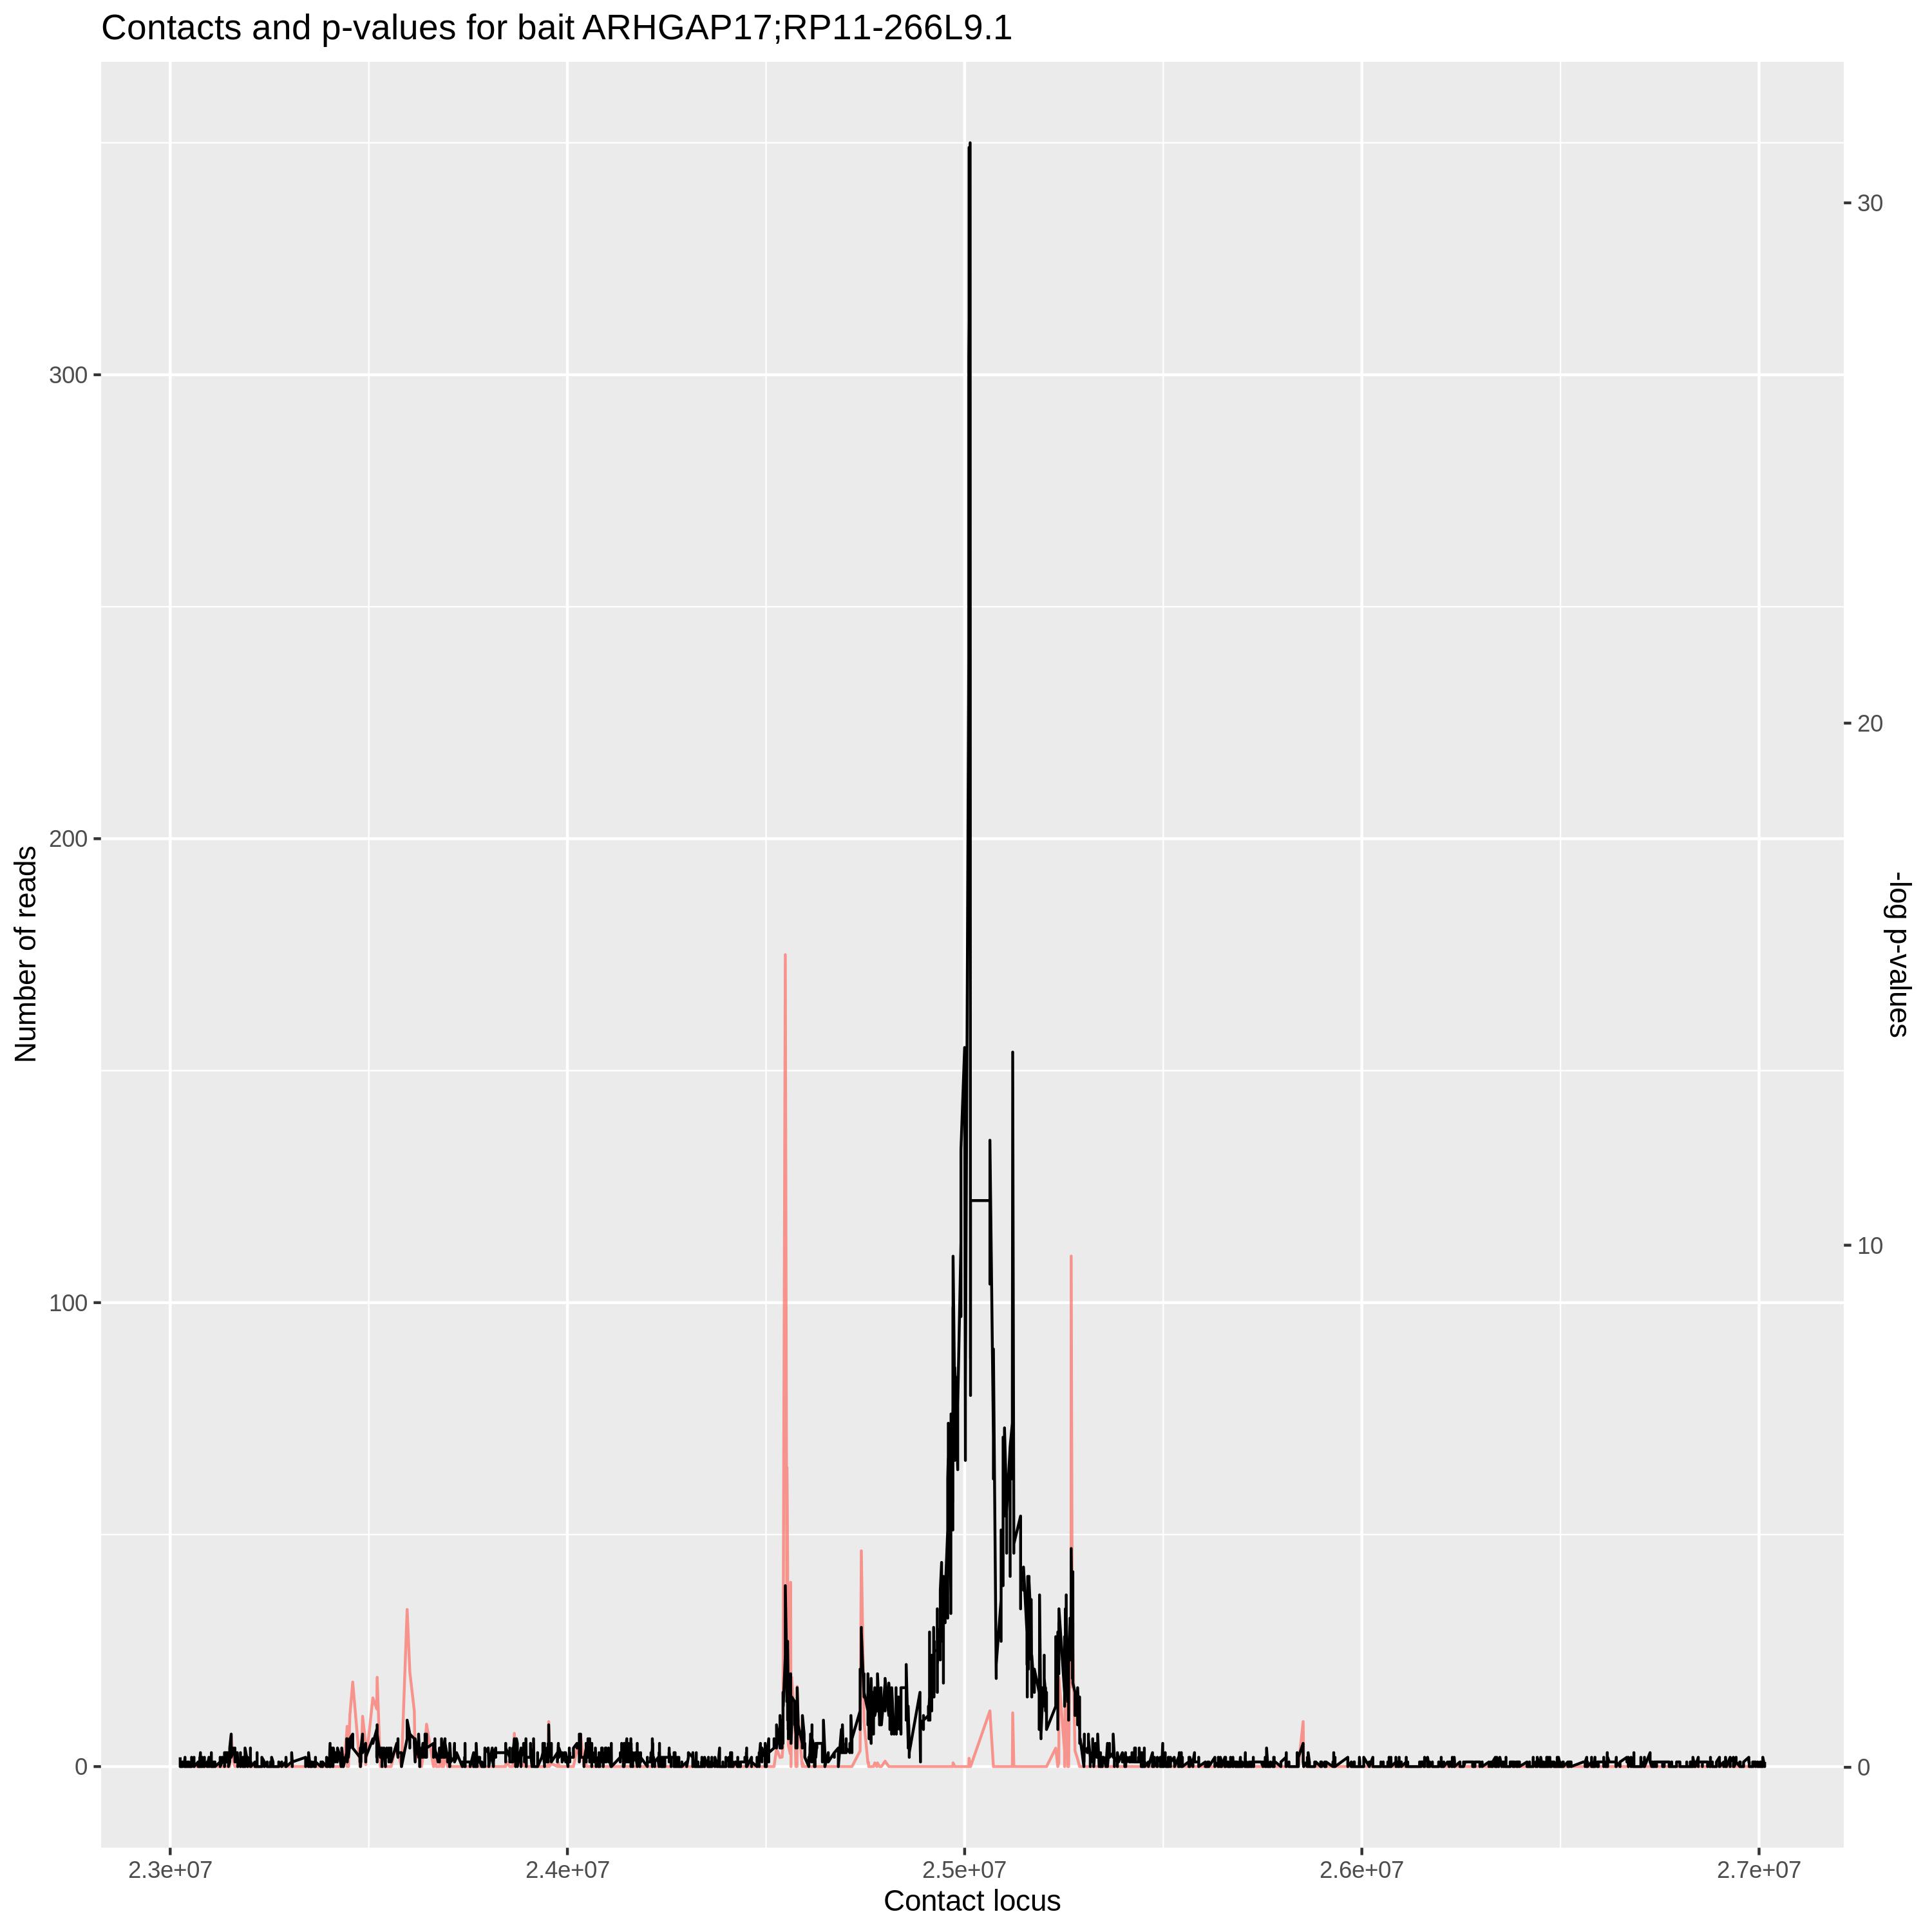 Contacts and p-values for bait ARHGAP17;RP11-266L9.1
Number of reads
300
200
100
0
30
20
10
0
-log p-values
2.3e+07
2.4e+07
2.5e+07
2.6e+07
2.7e+07
Contact locus